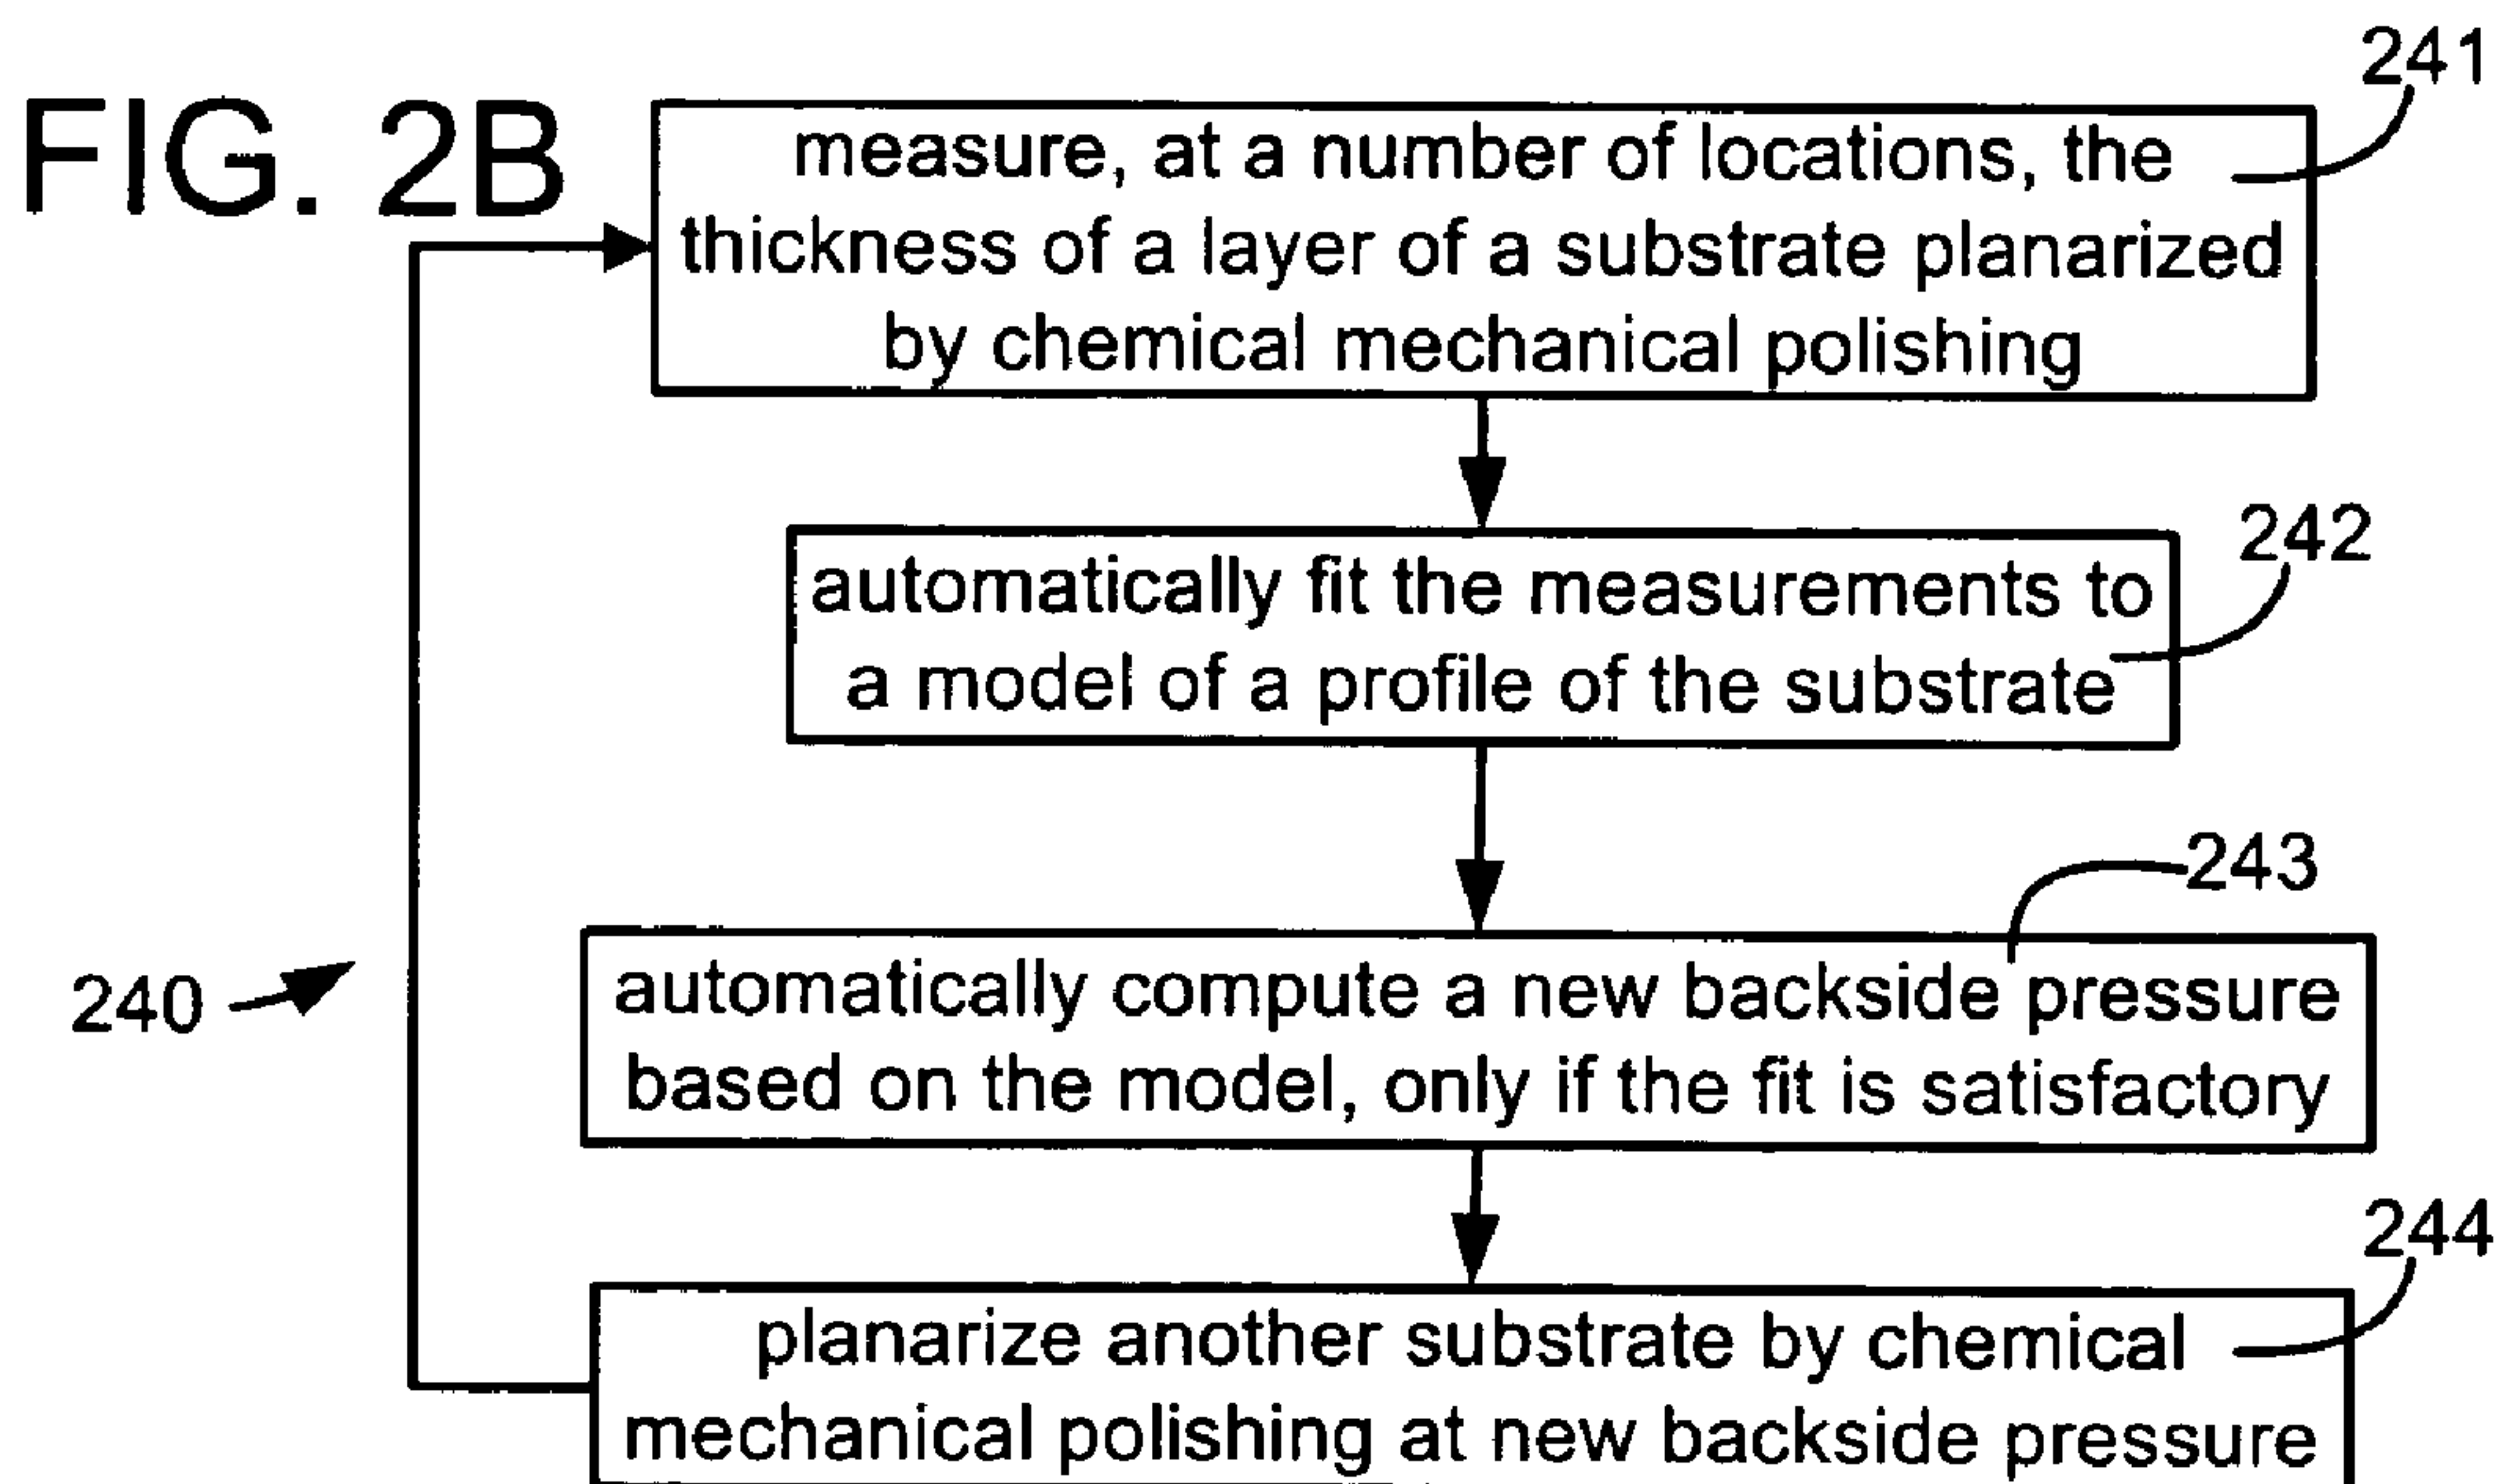 FIG. 2B
241
measure, at a number of locations, the
thickness of a layer of a substrate planarized
by chemical mechanical polishing
242
automatically fit the measurements to
a model of a profile of the substrate
243
automatically compute a new backside pressure
based on the model, only if the fit is satisfactory
240
244
planarize another substrate by chemical
mechanical polishing at new backside pressure